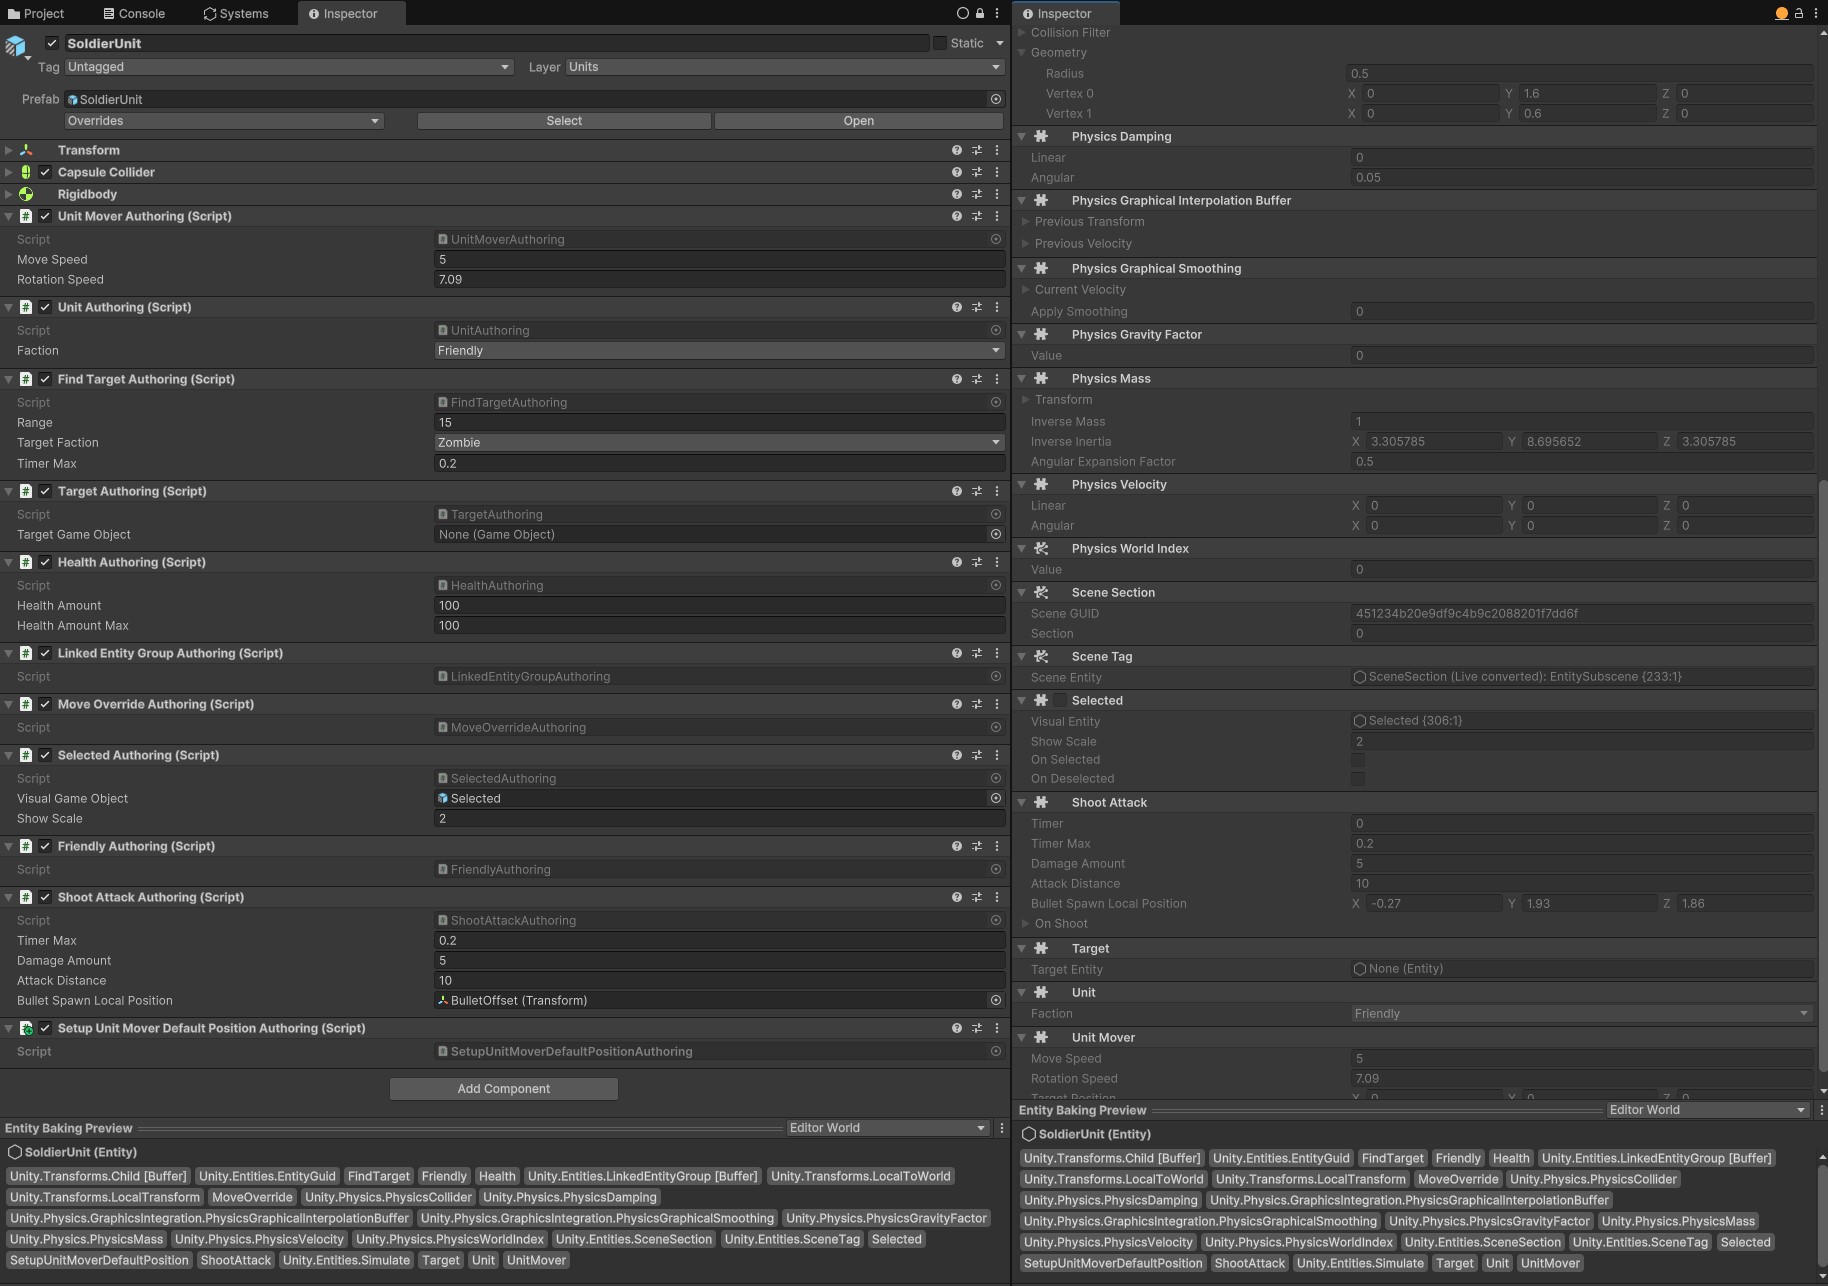 Project
Console
Systems
Inspector
SoldierUnit
Static
Tag Untagged
Layer Units
Prefab SoldierUnit
Overrides
Select
Open
Transform
Capsule Collider
Rigidbody
Unit Mover Authoring (Script)
Script UnitMoverAuthoring
Move Speed 5
Rotation Speed 7.09
Unit Authoring (Script)
Script UnitAuthoring
Faction Friendly
Find Target Authoring (Script)
Script FindTargetAuthoring
Range 15
Target Faction Zombie
Timer Max 0.2
Target Authoring (Script)
Script TargetAuthoring
Target Game Object None (Game Object)
Health Authoring (Script)
Script HealthAuthoring
Health Amount 100
Health Amount Max 100
Linked Entity Group Authoring (Script)
Script LinkedEntityGroupAuthoring
Move Override Authoring (Script)
Script MoveOverrideAuthoring
Selected Authoring (Script)
Script SelectedAuthoring
Visual Game Object Selected
Show Scale 2
Friendly Authoring (Script)
Script FriendlyAuthoring
Shoot Attack Authoring (Script)
Script ShootAttackAuthoring
Timer Max 0.2
Damage Amount 5
Attack Distance 10
Bullet Spawn Local Position BulletOffset (Transform)
Setup Unit Mover Default Position Authoring (Script)
Script SetupUnitMoverDefaultPositionAuthoring
Add Component
Entity Baking Preview
Editor World
SoldierUnit (Entity)
Unity.Transforms.Child [Buffer] Unity.Entities.EntityGuid FindTarget Friendly Health Unity.Entities.LinkedEntityGroup [Buffer] Unity.Transforms.LocalToWorld
Unity.Transforms.LocalTransform MoveOverride Unity.Physics.PhysicsCollider Unity.Physics.PhysicsDamping
Unity.Physics.GraphicsIntegration.PhysicsGraphicalInterpolationBuffer Unity.Physics.GraphicsIntegration.PhysicsGraphicalSmoothing Unity.Physics.PhysicsGravityFactor
Unity.Physics.PhysicsMass Unity.Physics.PhysicsVelocity Unity.Physics.PhysicsWorldIndex Unity.Entities.SceneSection Unity.Entities.SceneTag Selected
SetupUnitMoverDefaultPosition ShootAttack Unity.Entities.Simulate Target Unit UnitMover
Inspector
Collision Filter
Geometry
Radius 0.5
Vertex 0 X 0 Y 1.6 Z 0
Vertex 1 X 0 Y 0.6 Z 0
Physics Damping
Linear 0
Angular 0.05
Physics Graphical Interpolation Buffer
Previous Transform
Previous Velocity
Physics Graphical Smoothing
Current Velocity
Apply Smoothing 0
Physics Gravity Factor
Value 0
Physics Mass
Transform
Inverse Mass 1
Inverse Inertia X 3.305785 Y 8.695652 Z 3.305785
Angular Expansion Factor 0.5
Physics Velocity
Linear X 0 Y 0 Z 0
Angular X 0 Y 0 Z 0
Physics World Index
Value 0
Scene Section
Scene GUID 451234b20e9df9c4b9c2088201f7dd6f
Section 0
Scene Tag
Scene Entity SceneSection (Live converted): EntitySubscene {233:1}
Selected
Visual Entity Selected {306:1}
Show Scale 2
On Selected
On Deselected
Shoot Attack
Timer 0
Timer Max 0.2
Damage Amount 5
Attack Distance 10
Bullet Spawn Local Position X -0.27 Y 1.93 Z 1.86
On Shoot
Target
Target Entity None (Entity)
Unit
Faction Friendly
Unit Mover
Move Speed 5
Rotation Speed 7.09
Target Position X 0 Y 0 Z 0
Entity Baking Preview
Editor World
SoldierUnit (Entity)
Unity.Transforms.Child [Buffer] Unity.Entities.EntityGuid FindTarget Friendly Health Unity.Entities.LinkedEntityGroup [Buffer]
Unity.Transforms.LocalToWorld Unity.Transforms.LocalTransform MoveOverride Unity.Physics.PhysicsCollider
Unity.Physics.PhysicsDamping Unity.Physics.GraphicsIntegration.PhysicsGraphicalInterpolationBuffer
Unity.Physics.GraphicsIntegration.PhysicsGraphicalSmoothing Unity.Physics.PhysicsGravityFactor Unity.Physics.PhysicsMass
Unity.Physics.PhysicsVelocity Unity.Physics.PhysicsWorldIndex Unity.Entities.SceneSection Unity.Entities.SceneTag Selected
SetupUnitMoverDefaultPosition ShootAttack Unity.Entities.Simulate Target Unit UnitMover